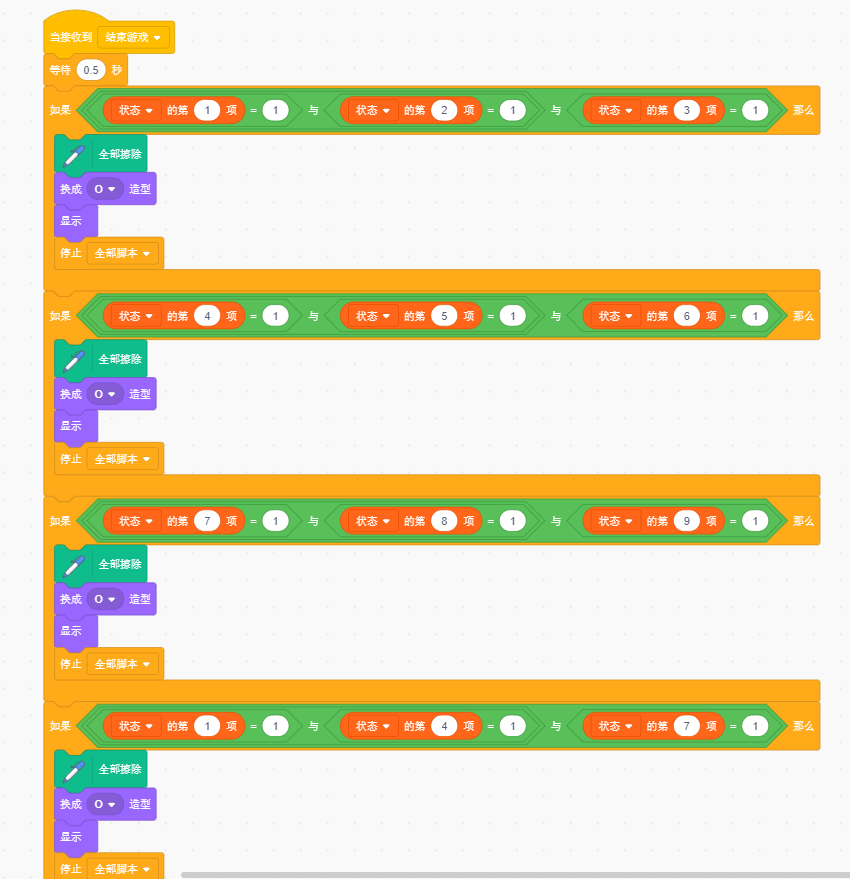 当接收到 结束游戏
等待 0.5 秒
如果 状态 的第 1 项 = 1 与 状态 的第 2 项 = 1 与 状态 的第 3 项 = 1 那么
全部擦除
换成 O 造型
显示
停止 全部脚本
如果 状态 的第 4 项 = 1 与 状态 的第 5 项 = 1 与 状态 的第 6 项 = 1 那么
全部擦除
换成 O 造型
显示
停止 全部脚本
如果 状态 的第 7 项 = 1 与 状态 的第 8 项 = 1 与 状态 的第 9 项 = 1 那么
全部擦除
换成 O 造型
显示
停止 全部脚本
如果 状态 的第 1 项 = 1 与 状态 的第 4 项 = 1 与 状态 的第 7 项 = 1 那么
全部擦除
换成 O 造型
显示
停止 全部脚本